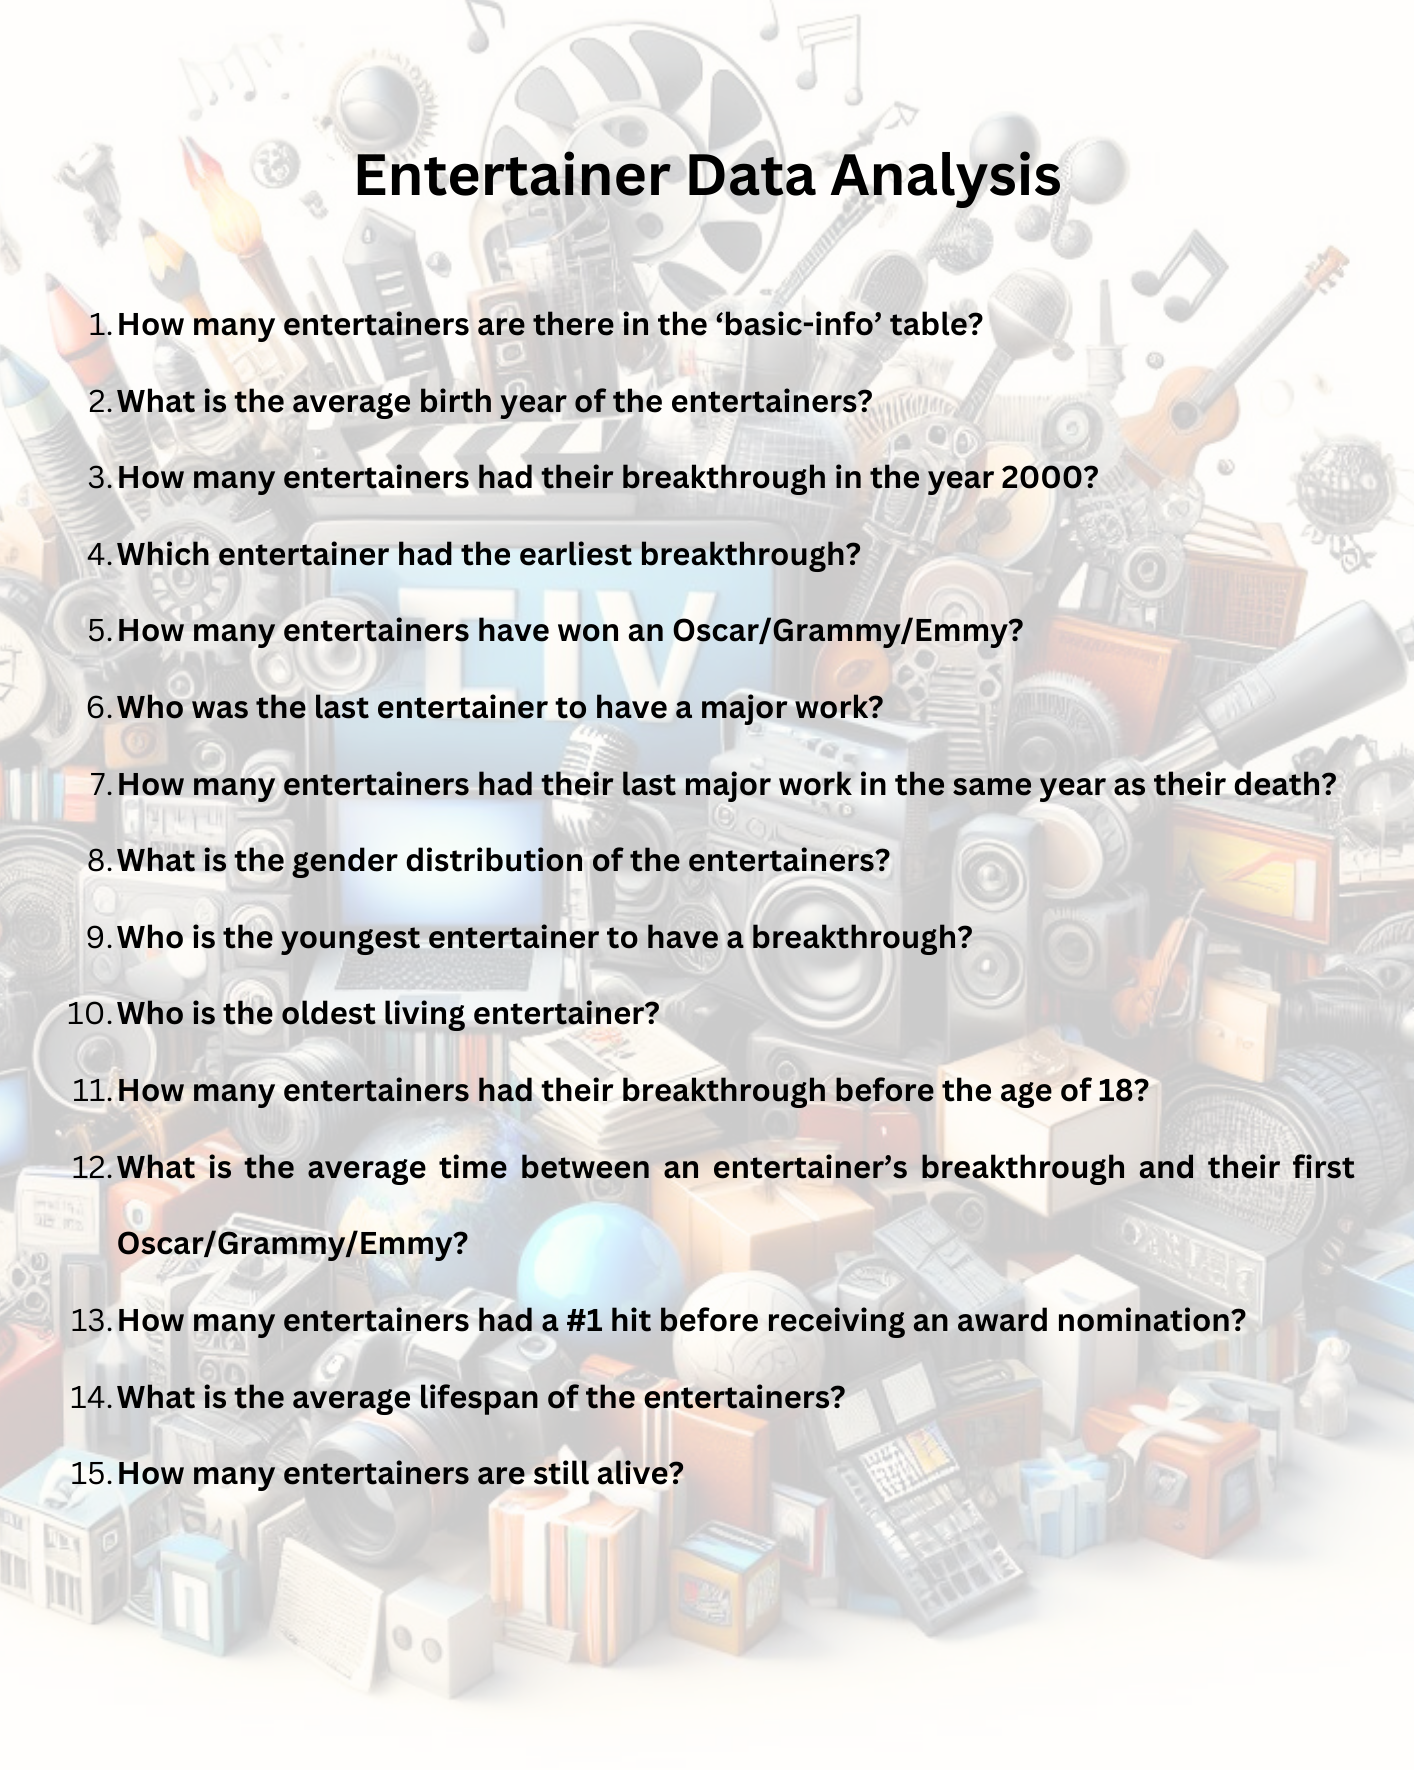 Entertainer Data Analysis
1. How many entertainers are there in the ‘basic-info’ table?
2. What is the average birth year of the entertainers?
3. How many entertainers had their breakthrough in the year 2000?
4. Which entertainer had the earliest breakthrough?
5. How many entertainers have won an Oscar/Grammy/Emmy?
6. Who was the last entertainer to have a major work?
7. How many entertainers had their last major work in the same year as their death?
8. What is the gender distribution of the entertainers?
9. Who is the youngest entertainer to have a breakthrough?
10. Who is the oldest living entertainer?
11. How many entertainers had their breakthrough before the age of 18?
12. What is the average time between an entertainer’s breakthrough and their first
Oscar/Grammy/Emmy?
13. How many entertainers had a #1 hit before receiving an award nomination?
14. What is the average lifespan of the entertainers?
15. How many entertainers are still alive?